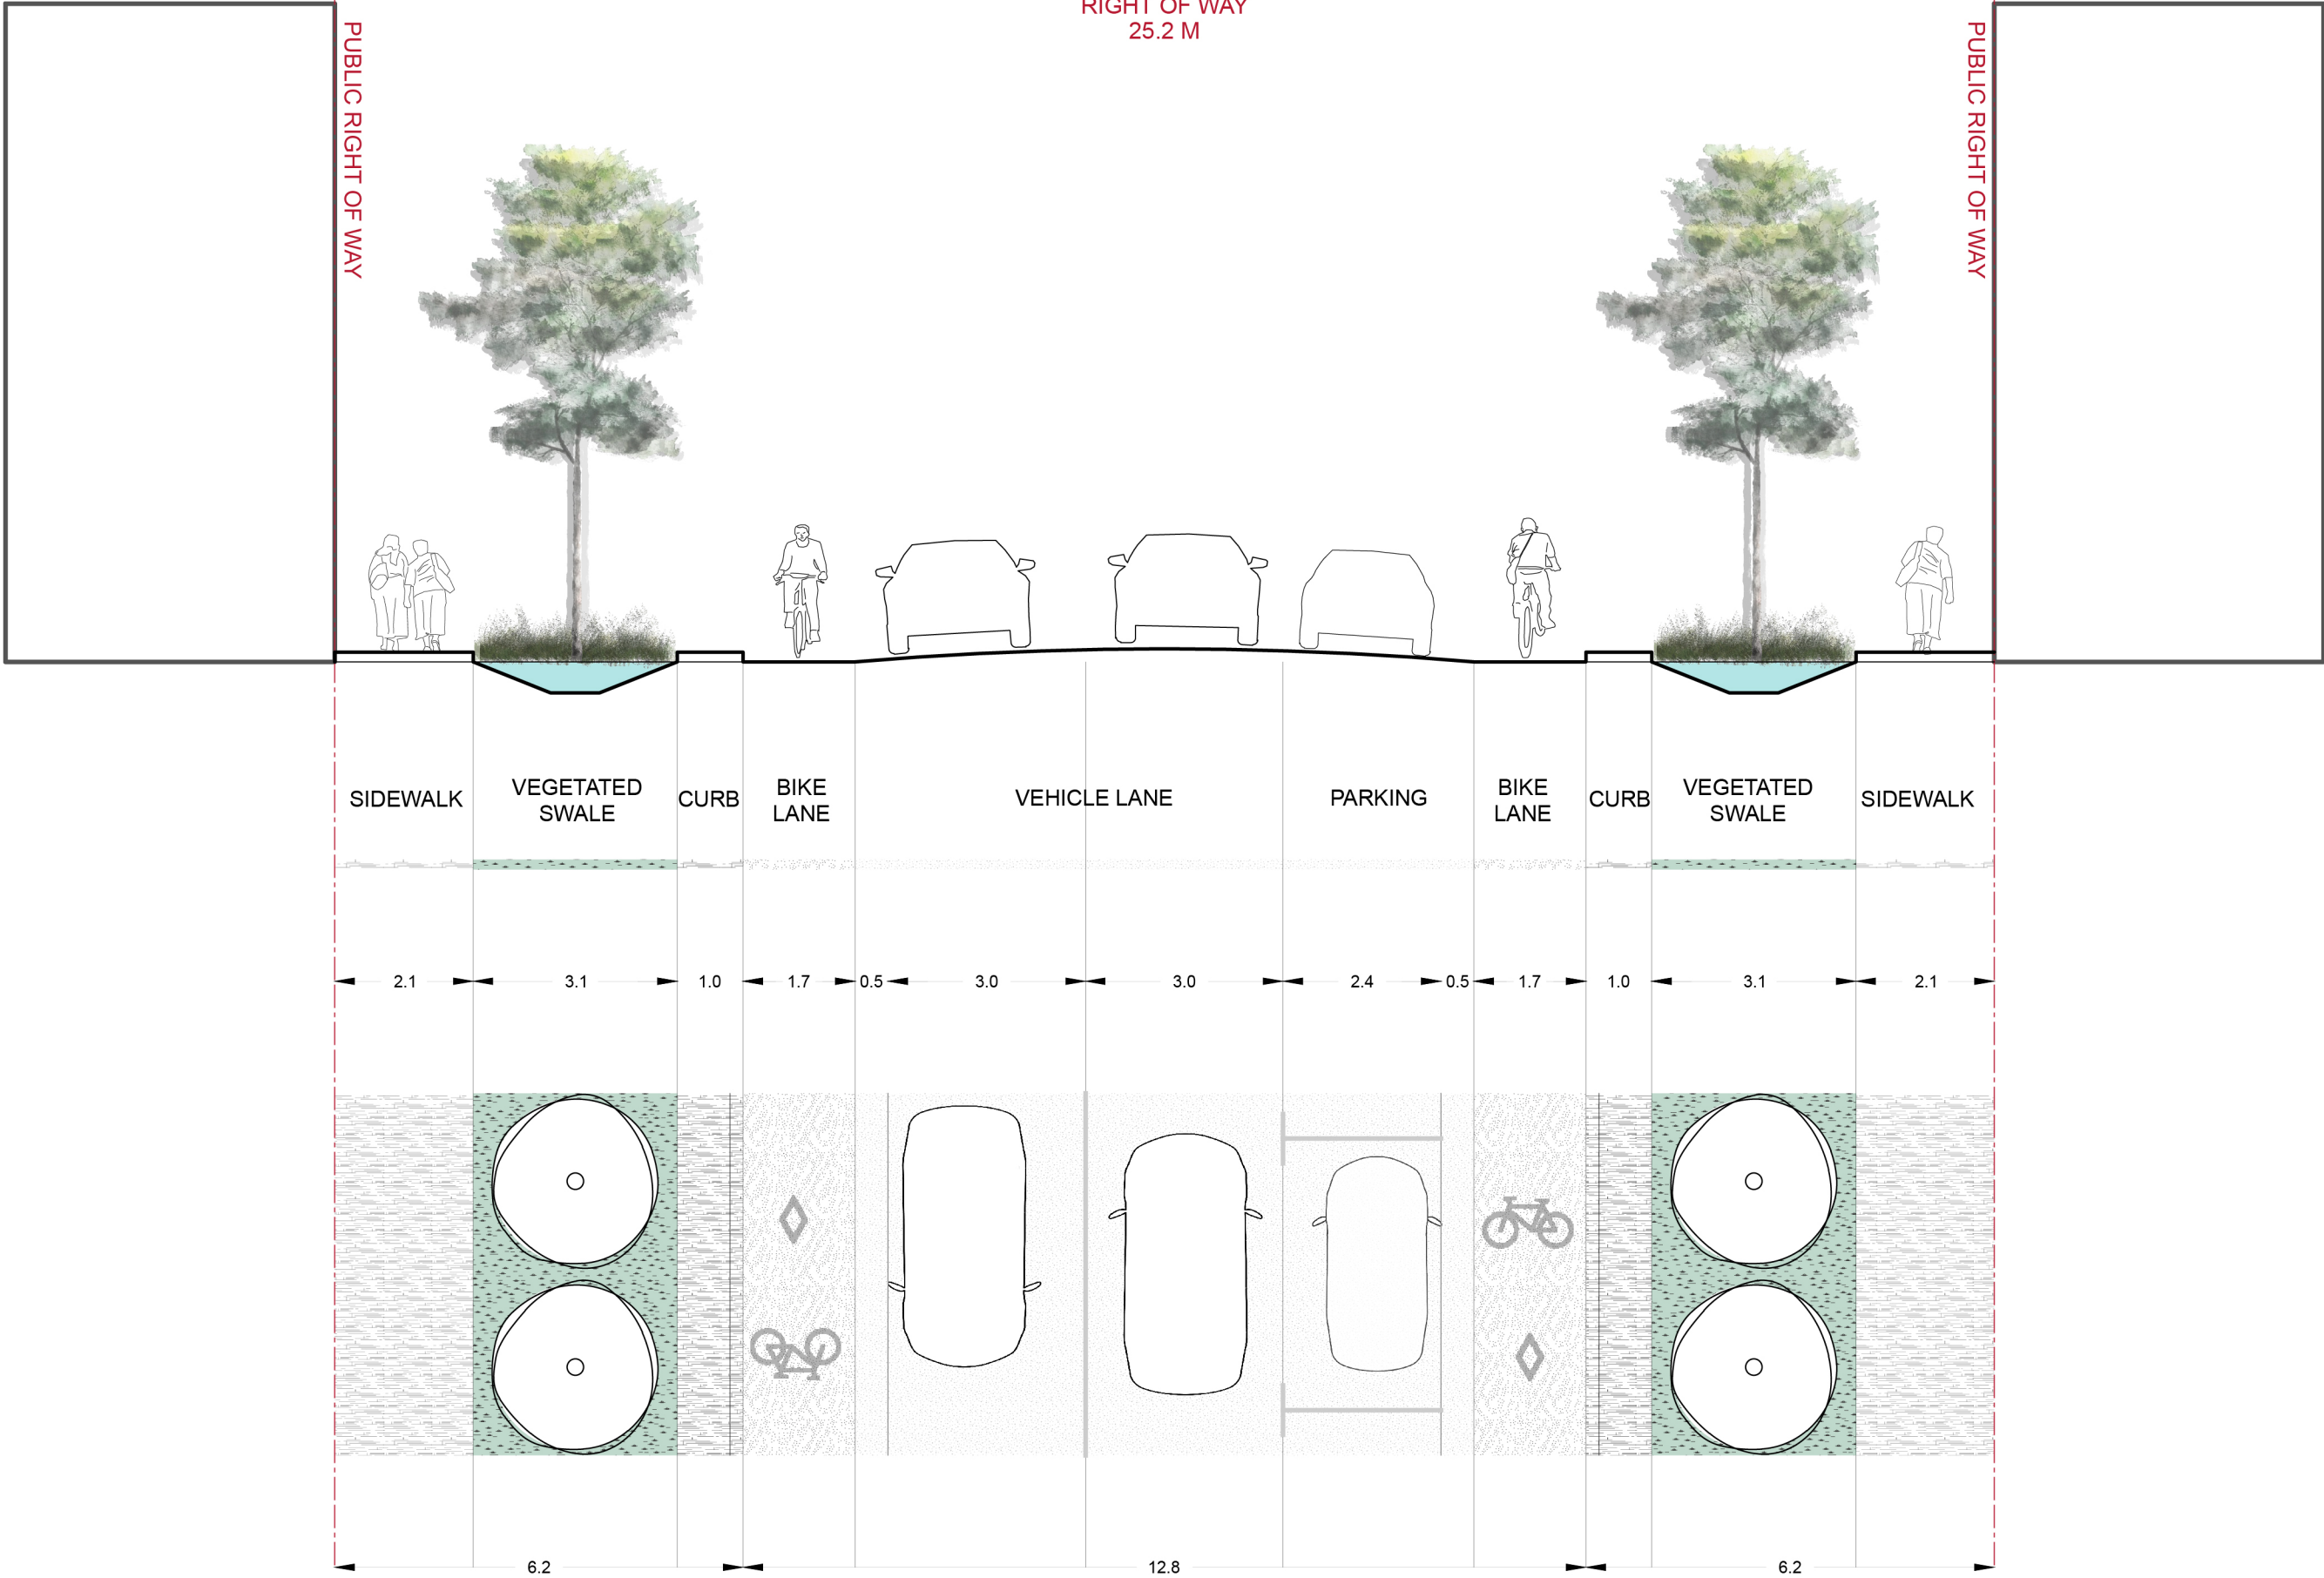 RIGHT OF WAY
25.2 M
PUBLIC RIGHT OF WAY
PUBLIC RIGHT OF WAY
SIDEWALK
VEGETATED
SWALE
CURB
BIKE
LANE
VEHICLE LANE
PARKING
BIKE
LANE
CURB
VEGETATED
SWALE
SIDEWALK
2.1 3.1 1.0 1.7 0.5 3.0 3.0 2.4 0.5 1.7 1.0 3.1 2.1
6.2 12.8 6.2